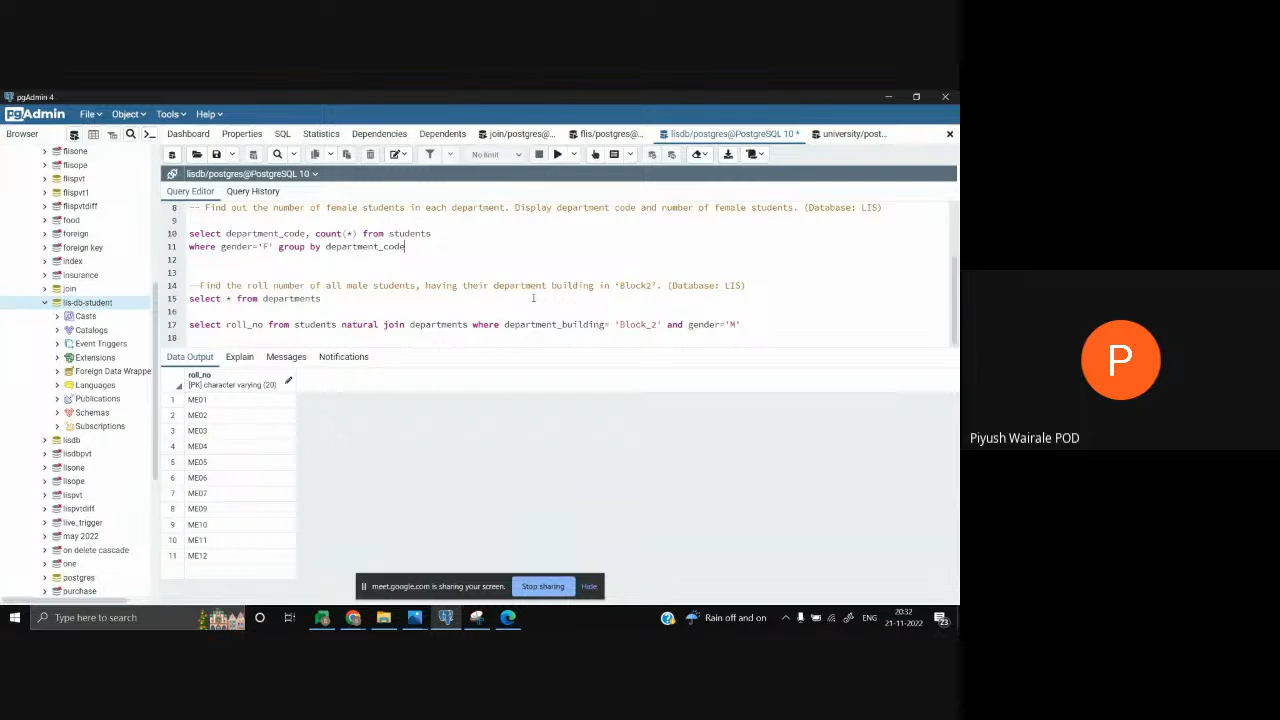 pgAdmin 4
pgAdmin File Object Tools Help
Browser Dashboard Properties SQL Statistics Dependencies Dependents join/postgres@... flis/postgres@... lisdb/postgres@PostgreSQL 10 * university/post...
No limit
lisdb/postgres@PostgreSQL 10
Query Editor Query History
flisone
flisope
flispvt
flispvt1
flispvtdiff
food
foreign
foreign key
index
insurance
join
lis-db-student
Casts
Catalogs
Event Triggers
Extensions
Foreign Data Wrappe
Languages
Publications
Schemas
Subscriptions
lisdb
lisdbpvt
lisone
lisope
lispvt
lispvtdiff
live_trigger
may 2022
on delete cascade
one
postgres
purchase
8 -- Find out the number of female students in each department. Display department code and number of female students. (Database: LIS)
9
10 select department_code, count(*) from students
11 where gender='F' group by department_code
12
13
14 --Find the roll number of all male students, having their department building in ‘Block2’. (Database: LIS)
15 select * from departments
16
17 select roll_no from students natural join departments where department_building= 'Block_2' and gender='M'
18
Data Output Explain Messages Notifications
roll_no
[PK] character varying (20)
1 ME01
2 ME02
3 ME03
4 ME04
5 ME05
6 ME06
7 ME07
8 ME09
9 ME10
10 ME11
11 ME12
meet.google.com is sharing your screen. Stop sharing Hide
Type here to search
Rain off and on
ENG
20:32
21-11-2022
23
P
Piyush Wairale POD